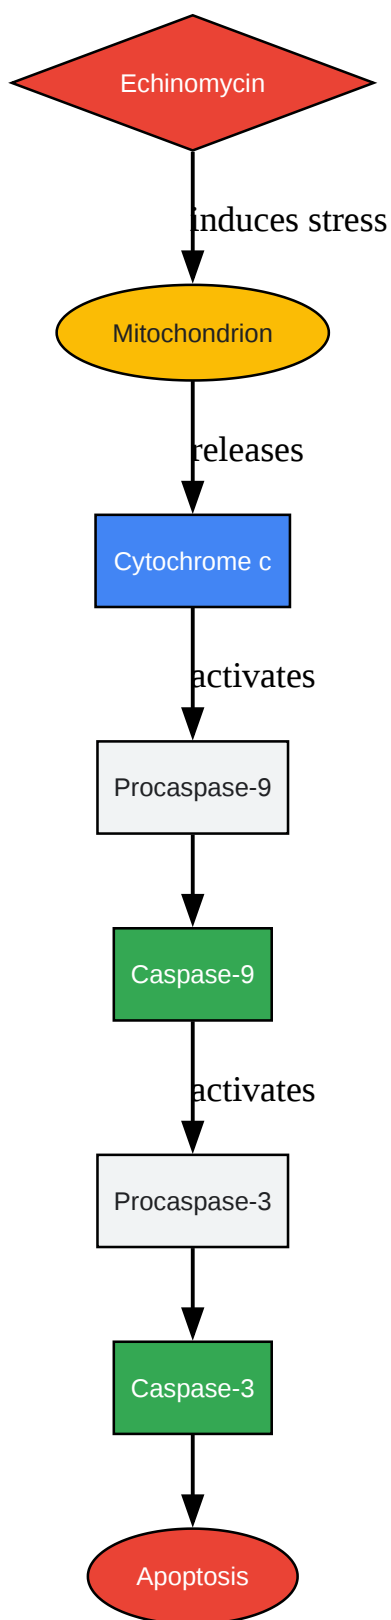 Echinomycin
induces stress
Mitochondrion
releases
Cytochrome c
activates
Procaspase-9
Caspase-9
activates
Procaspase-3
Caspase-3
Apoptosis